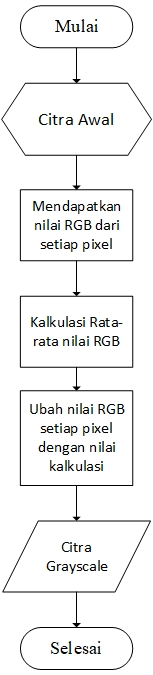 Mulai
Citra Awal
Mendapatkan
nilai RGB dari
setiap pixel
Kalkulasi Rata-
rata nilai RGB
Ubah nilai RGB
setiap pixel
dengan nilai
kalkulasi
Citra
Grayscale
Selesai